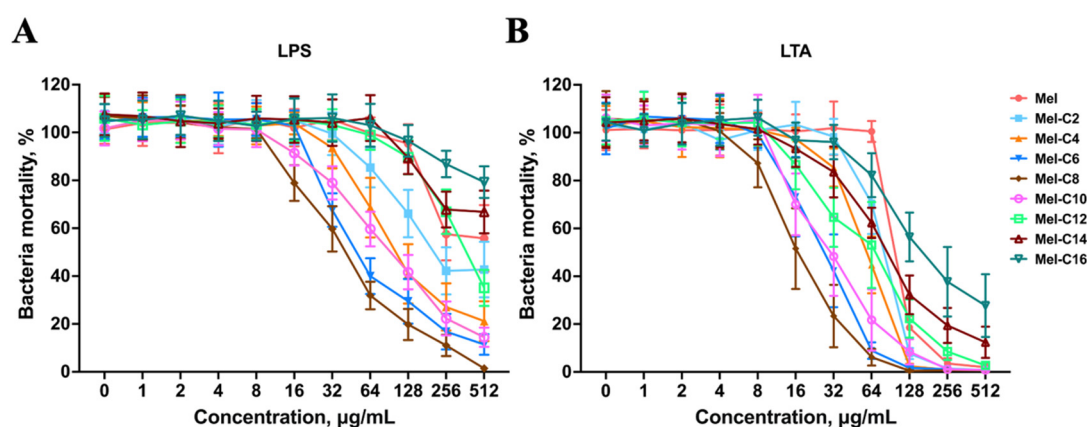 A
B
LPS
LTA
Bacteria mortality, %
120
100
80
60
40
20
0
0 1 2 4 8 16 32 64 128 256 512
Concentration, µg/mL
Bacteria mortality, %
120
100
80
60
40
20
0
0 1 2 4 8 16 32 64 128 256 512
Concentration, µg/mL
Mel
Mel-C2
Mel-C4
Mel-C6
Mel-C8
Mel-C10
Mel-C12
Mel-C14
Mel-C16